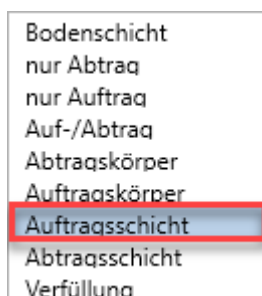 Bodenschicht
nur Abtrag
nur Auftrag
Auf-/Abtrag
Abtragskörper
Auftragskörper
Auftragsschicht
Abtragsschicht
Verfüllung